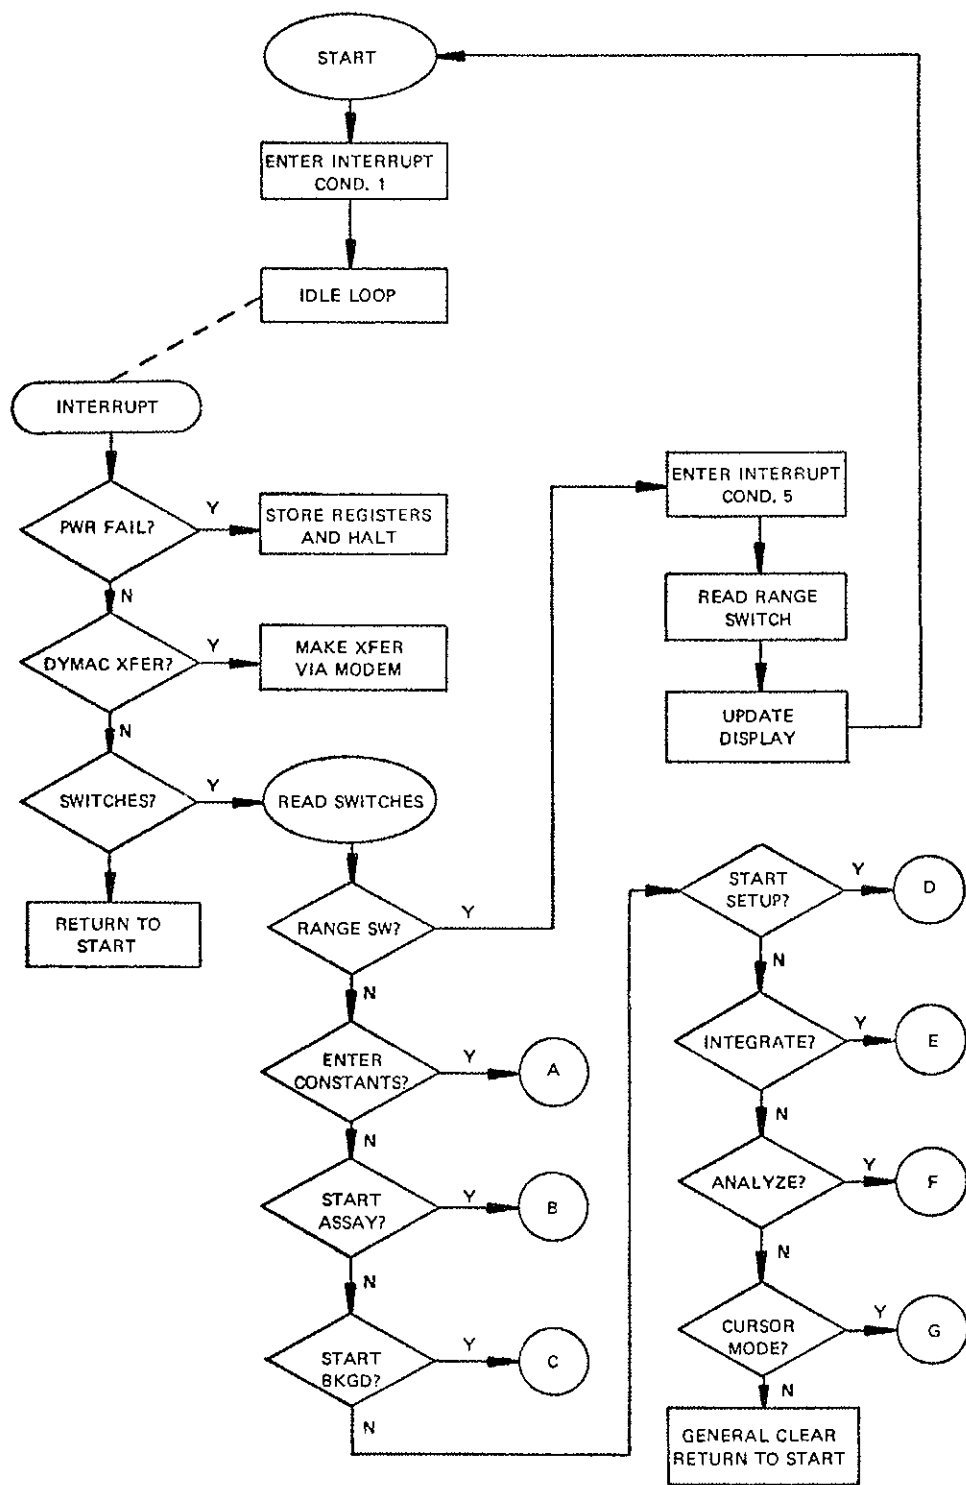 START
ENTER INTERRUPT
COND. 1
IDLE LOOP
INTERRUPT
PWR FAIL?
Y
STORE REGISTERS
AND HALT
N
DYMAC XFER?
Y
MAKE XFER
VIA MODEM
N
SWITCHES?
Y
READ SWITCHES
RETURN TO
START
RANGE SW?
Y
ENTER INTERRUPT
COND. 5
READ RANGE
SWITCH
UPDATE
DISPLAY
N
ENTER
CONSTANTS?
Y
A
N
START
ASSAY?
Y
B
N
START
BKGD?
Y
C
N
START
SETUP?
Y
D
N
INTEGRATE?
Y
E
N
ANALYZE?
Y
F
N
CURSOR
MODE?
Y
G
N
GENERAL CLEAR
RETURN TO START